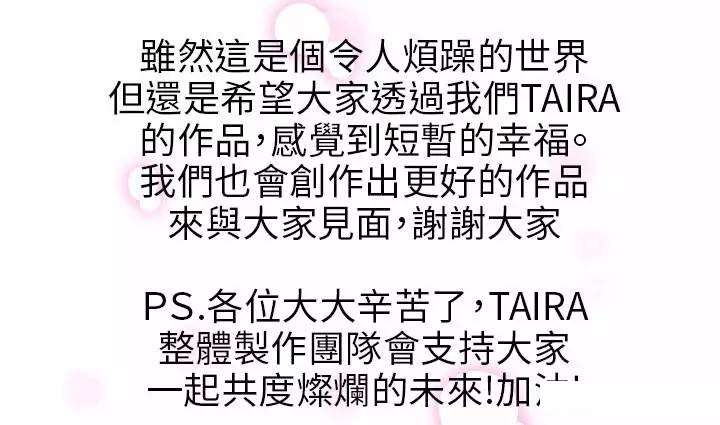 雖然這是個令人煩躁的世界
但還是希望大家透過我們TAIRA
的作品,感覺到短暫的幸福。
我們也會創作出更好的作品
來與大家見面,謝謝大家
PS.各位大大辛苦了,TAIRA
整體製作團隊會支持大家
一起共度燦爛的未來!加